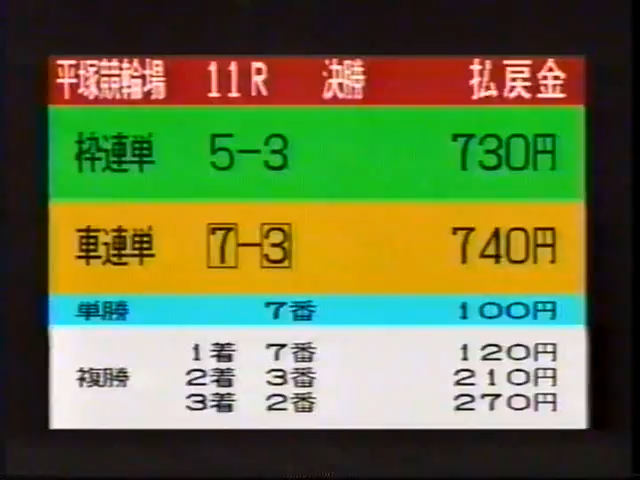 平塚競輪場 11R 決勝 払戻金
枠連単 5-3 730円
車連単 7-3 740円
単勝 7番 100円
1着 7番 120円
複勝 2着 3番 210円
3着 2番 270円